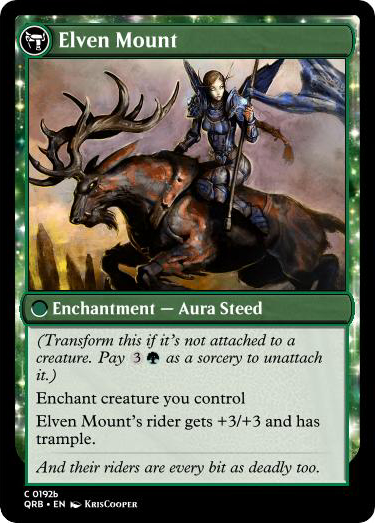 Elven Mount
Enchantment — Aura Steed
(Transform this if it's not attached to a
creature. Pay 3 as a sorcery to unattach
it.)
Enchant creature you control
Elven Mount's rider gets +3/+3 and has
trample.
And their riders are every bit as deadly too.
C 0192b
QRB • EN KrisCooper